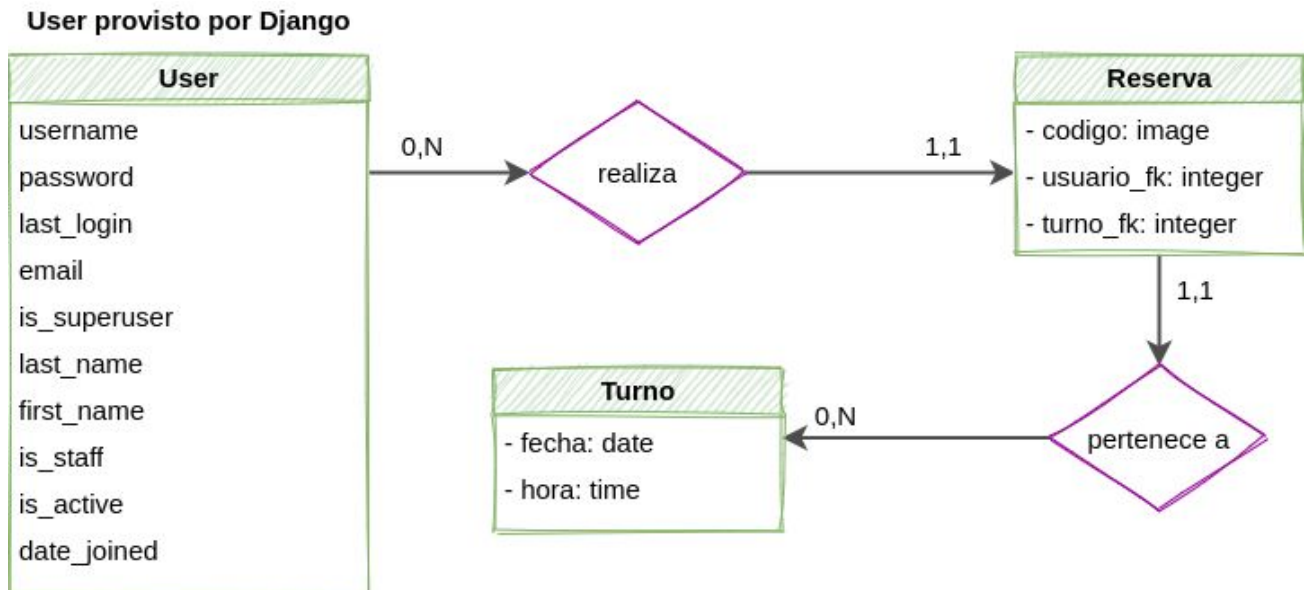 User provisto por Django
User
username
password
last_login
email
is_superuser
last_name
first_name
is_staff
is_active
date_joined
0,N
realiza
1,1
Reserva
- codigo: image
- usuario_fk: integer
- turno_fk: integer
1,1
pertenece a
0,N
Turno
- fecha: date
- hora: time